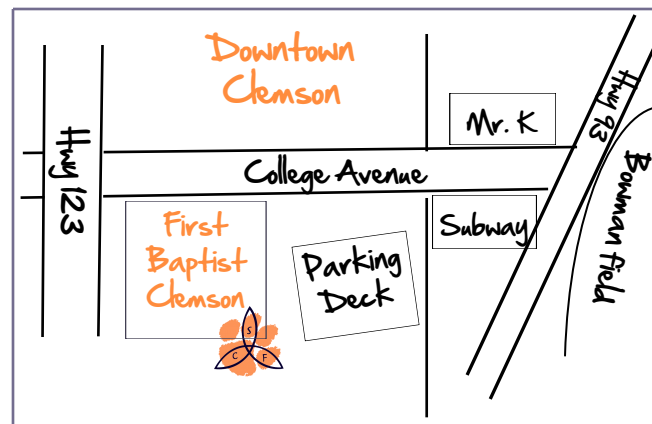 Downtown
Clemson
Hwy 123
Mr. K
Hwy 93
College Avenue
Bowman field
First
Baptist
Clemson
Subway
Parking
Deck
S
C F